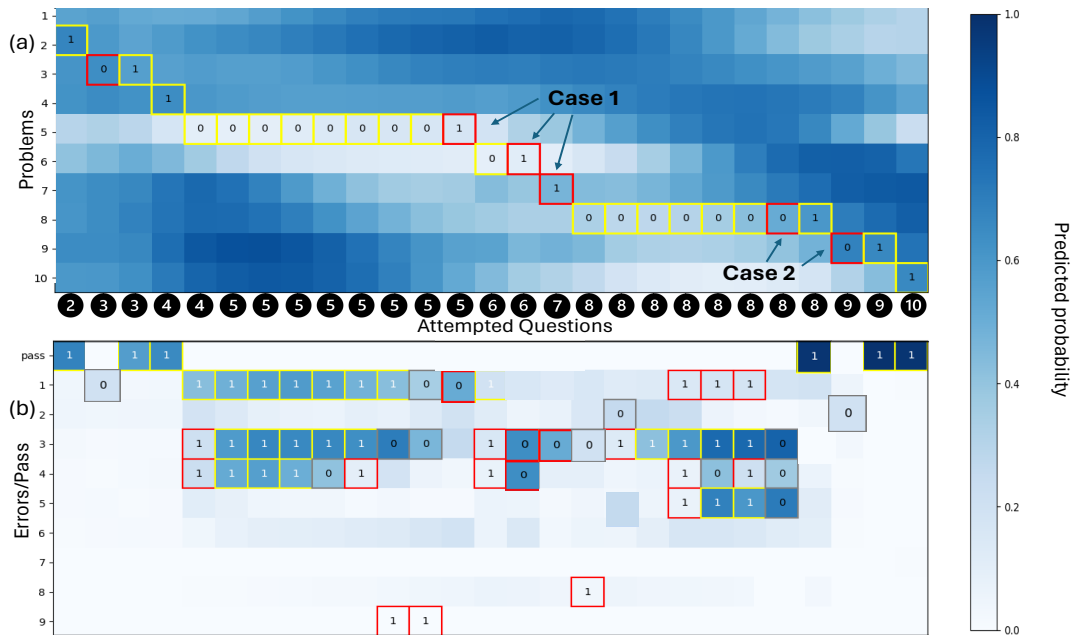 (a)
Problems
1
2 1
3 0 1
4 1
Case 1
5 0 0 0 0 0 0 0 0 1
6 0 1
7 1
8 0 0 0 0 0 0 0 1
9 0 1
Case 2
10 1
2 3 3 4 4 5 5 5 5 5 5 5 5 6 6 7 8 8 8 8 8 8 8 8 9 9 10
Attempted Questions
(b)
Errors/Pass
pass 1 1 1 1 1 1
1 0 1 1 1 1 1 1 1 0 0 1 1 1 1
2 0 0
3 1 1 1 1 1 1 0 0 1 0 0 0 1 1 1 1 1 0
4 1 1 1 1 0 1 1 0 1 0 1 0
5 1 1 1 0
6
7
8 1
9 1 1
1.0
0.8
0.6
0.4
0.2
0.0
Predicted probability